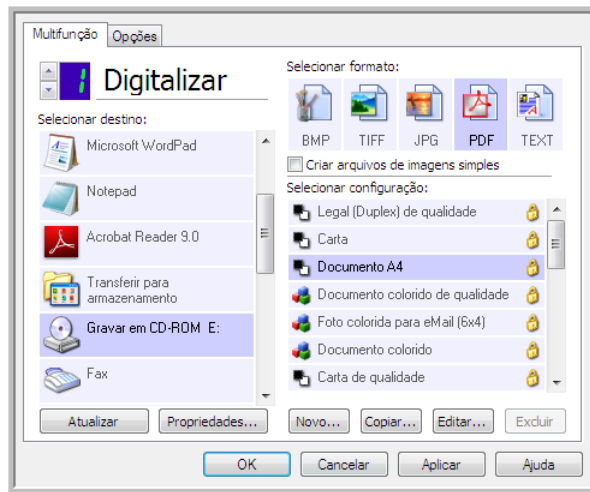 Multifunção
Opções
1
Digitalizar
Selecionar destino:
Microsoft WordPad
Notepad
Acrobat Reader 9.0
Transferir para
armazenamento
Gravar em CD-ROM E:
Fax
Atualizar
Propriedades...
Selecionar formato:
BMP
TIFF
JPG
PDF
TEXT
Criar arquivos de imagens simples
Selecionar configuração:
Legal (Duplex) de qualidade
Carta
Documento A4
Documento colorido de qualidade
Foto colorida para eMail (6x4)
Documento colorido
Carta de qualidade
Novo...
Copiar...
Editar...
Excluir
OK
Cancelar
Aplicar
Ajuda